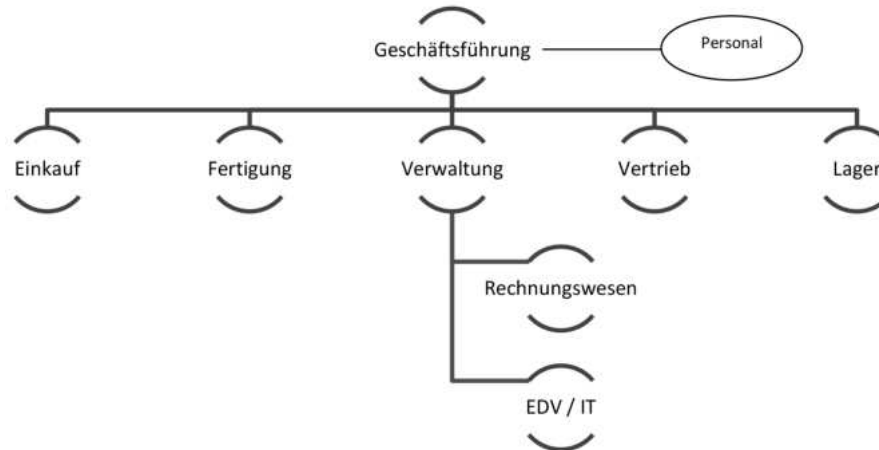 Geschäftsführung
Personal
Einkauf
Fertigung
Verwaltung
Vertrieb
Lager
Rechnungswesen
EDV / IT